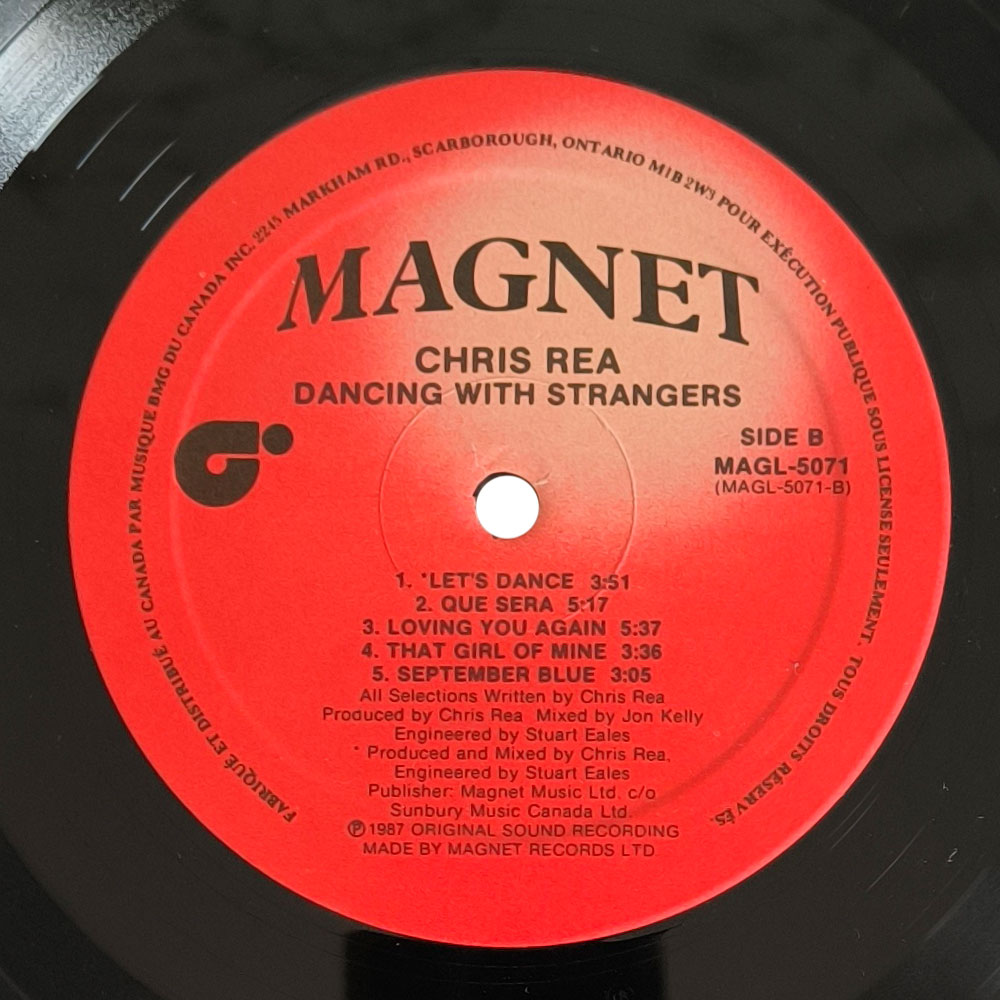 FABRIQUÉ ET DISTRIBUÉ AU CANADA PAR MUSIQUE BMG DU CANADA INC. 2245 MARKHAM RD., SCARBOROUGH, ONTARIO M1B 2W3 POUR EXÉCUTION PUBLIQUE SOUS LICENSE SEULEMENT. TOUS DROITS RÉSERVÉS.
MAGNET
CHRIS REA
DANCING WITH STRANGERS
SIDE B
MAGL-5071
(MAGL-5071-B)
1. *LET'S DANCE 3:51
2. QUE SERA 5:17
3. LOVING YOU AGAIN 5:37
4. THAT GIRL OF MINE 3:36
5. SEPTEMBER BLUE 3:05
All Selections Written by Chris Rea
Produced by Chris Rea Mixed by Jon Kelly
Engineered by Stuart Eales
* Produced and Mixed by Chris Rea,
Engineered by Stuart Eales
Publisher: Magnet Music Ltd. c/o
Sunbury Music Canada Ltd.
℗1987 ORIGINAL SOUND RECORDING
MADE BY MAGNET RECORDS LTD.